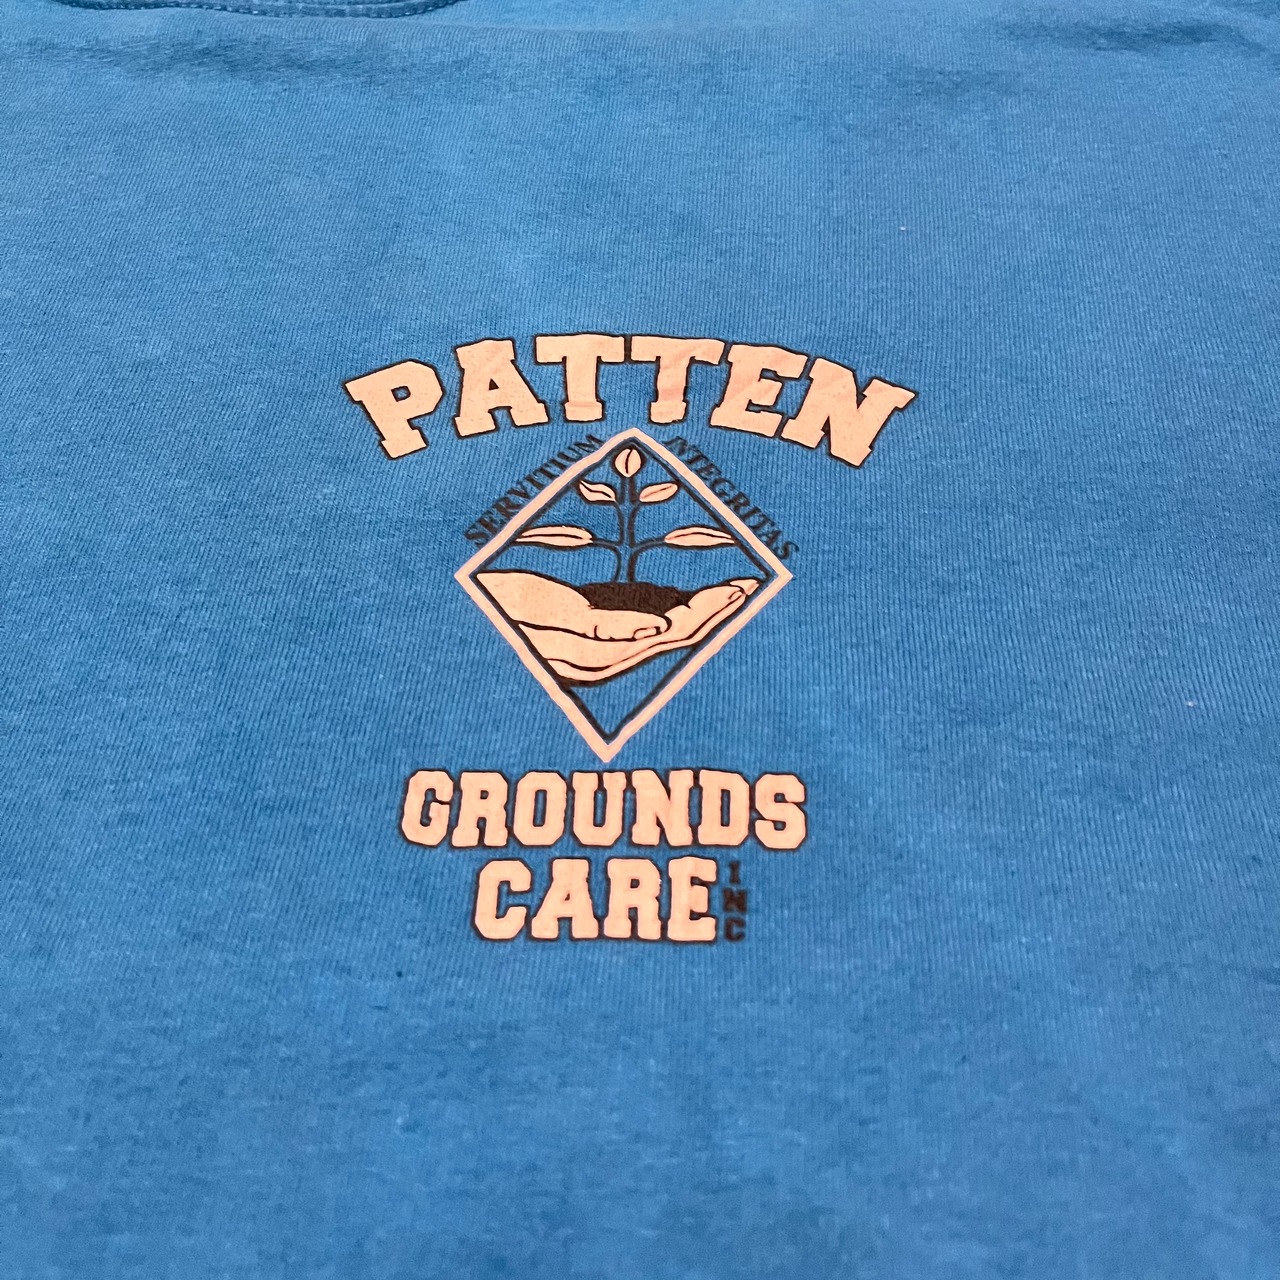 PATTEN
SERVITIUM INTEGRITAS
GROUNDS
CARE INC